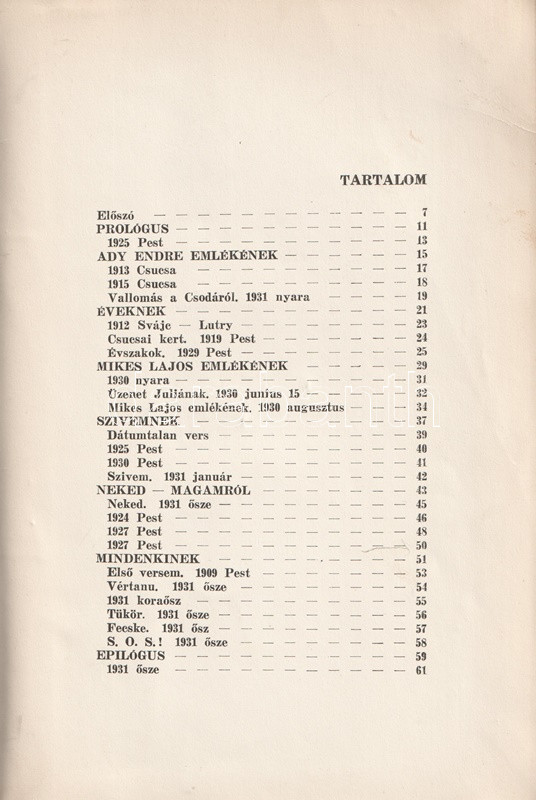 TARTALOM
Előszó — — — — — — — — — — — 7
PROLÓGUS — — — — — — — — — — 11
1925 Pest — — — — — — — — — — 13
ADY ENDRE EMLÉKÉNEK — — — — — — 15
1913 Csucsa — — — — — — — — — 17
1915 Csucsa — — — — — — — — — 18
Vallomás a Csodáról. 1931 nyara — — — — 19
ÉVEKNEK — — — — — — — — — — 21
1912 Svájc — Lutry — — — — — — — — 23
Csucsai kert. 1919 Pest — — — — — — — 24
Évszakok. 1929 Pest — — — — — — — — 25
MIKES LAJOS EMLÉKÉNEK — — — — — 29
1930 nyara — — — — — — — — — — 31
Üzenet Juliának. 1930 junius 15 — — — — — 32
Mikes Lajos emlékének. 1930 augusztus — — — 34
SZIVEMNEK — — — — — — — — — — 37
Dátumtalan vers — — — — — — — — 39
1925 Pest — — — — — — — — — — 40
1930 Pest — — — — — — — — — — 41
Szivem. 1931 január — — — — — — — — 42
NEKED — MAGAMRÓL — — — — — — — 43
Neked. 1931 ősze — — — — — — — — — 45
1924 Pest — — — — — — — — — — 46
1927 Pest — — — — — — — — — — 48
1927 Pest — — — — — — — — — — 50
MINDENKINEK — — — — — — — — — 51
Első versem. 1909 Pest — — — — — — — 53
Vértanu. 1931 ősze — — — — — — — — 54
1931 koraősz — — — — — — — — — 55
Tükör. 1931 ősze — — — — — — — — — 56
Fecske. 1931 ősz — — — — — — — — — 57
S. O. S.! 1931 ősze — — — — — — — — 58
EPILÓGUS — — — — — — — — — — 59
1931 ősze — — — — — — — — — — 61